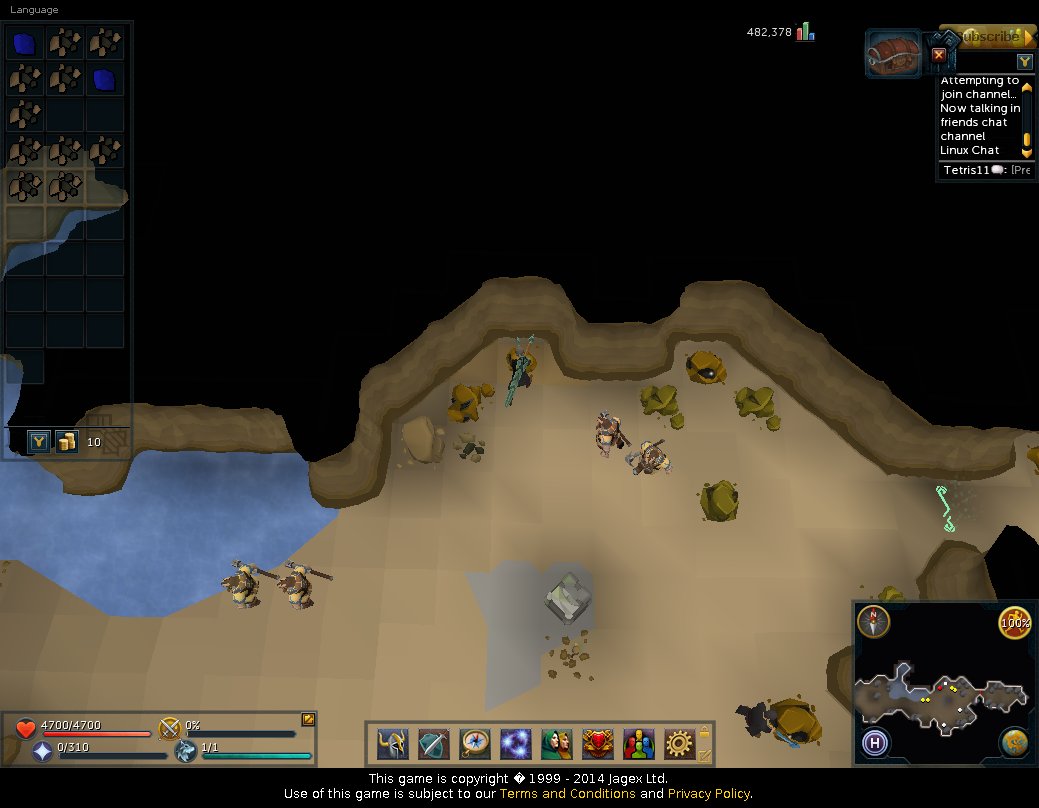 Language
482,378
ubscribe
Attempting to
join channel...
Now talking in
friends chat
channel
Linux Chat
Tetris11: [Pre
10
N
100%
H
4700/4700
0%
0/310
1/1
This game is copyright � 1999 - 2014 Jagex Ltd.
Use of this game is subject to our Terms and Conditions and Privacy Policy.